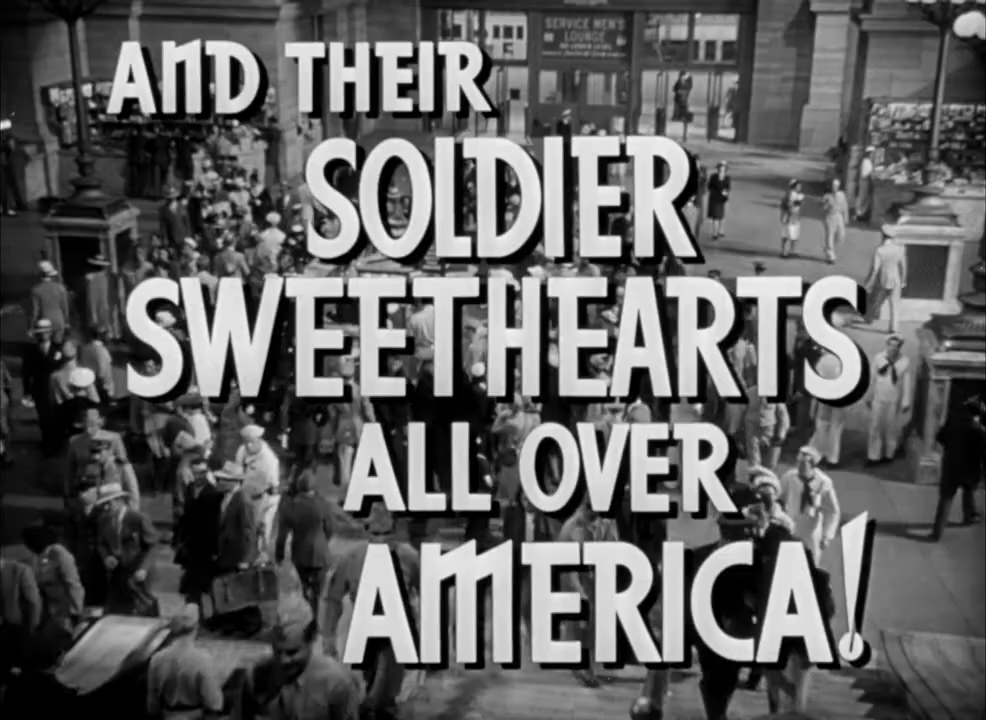 AND THEIR
SOLDIER
SWEETHEARTS
ALL OVER
AMERICA!
SERVICE MEN'S
LOUNGE